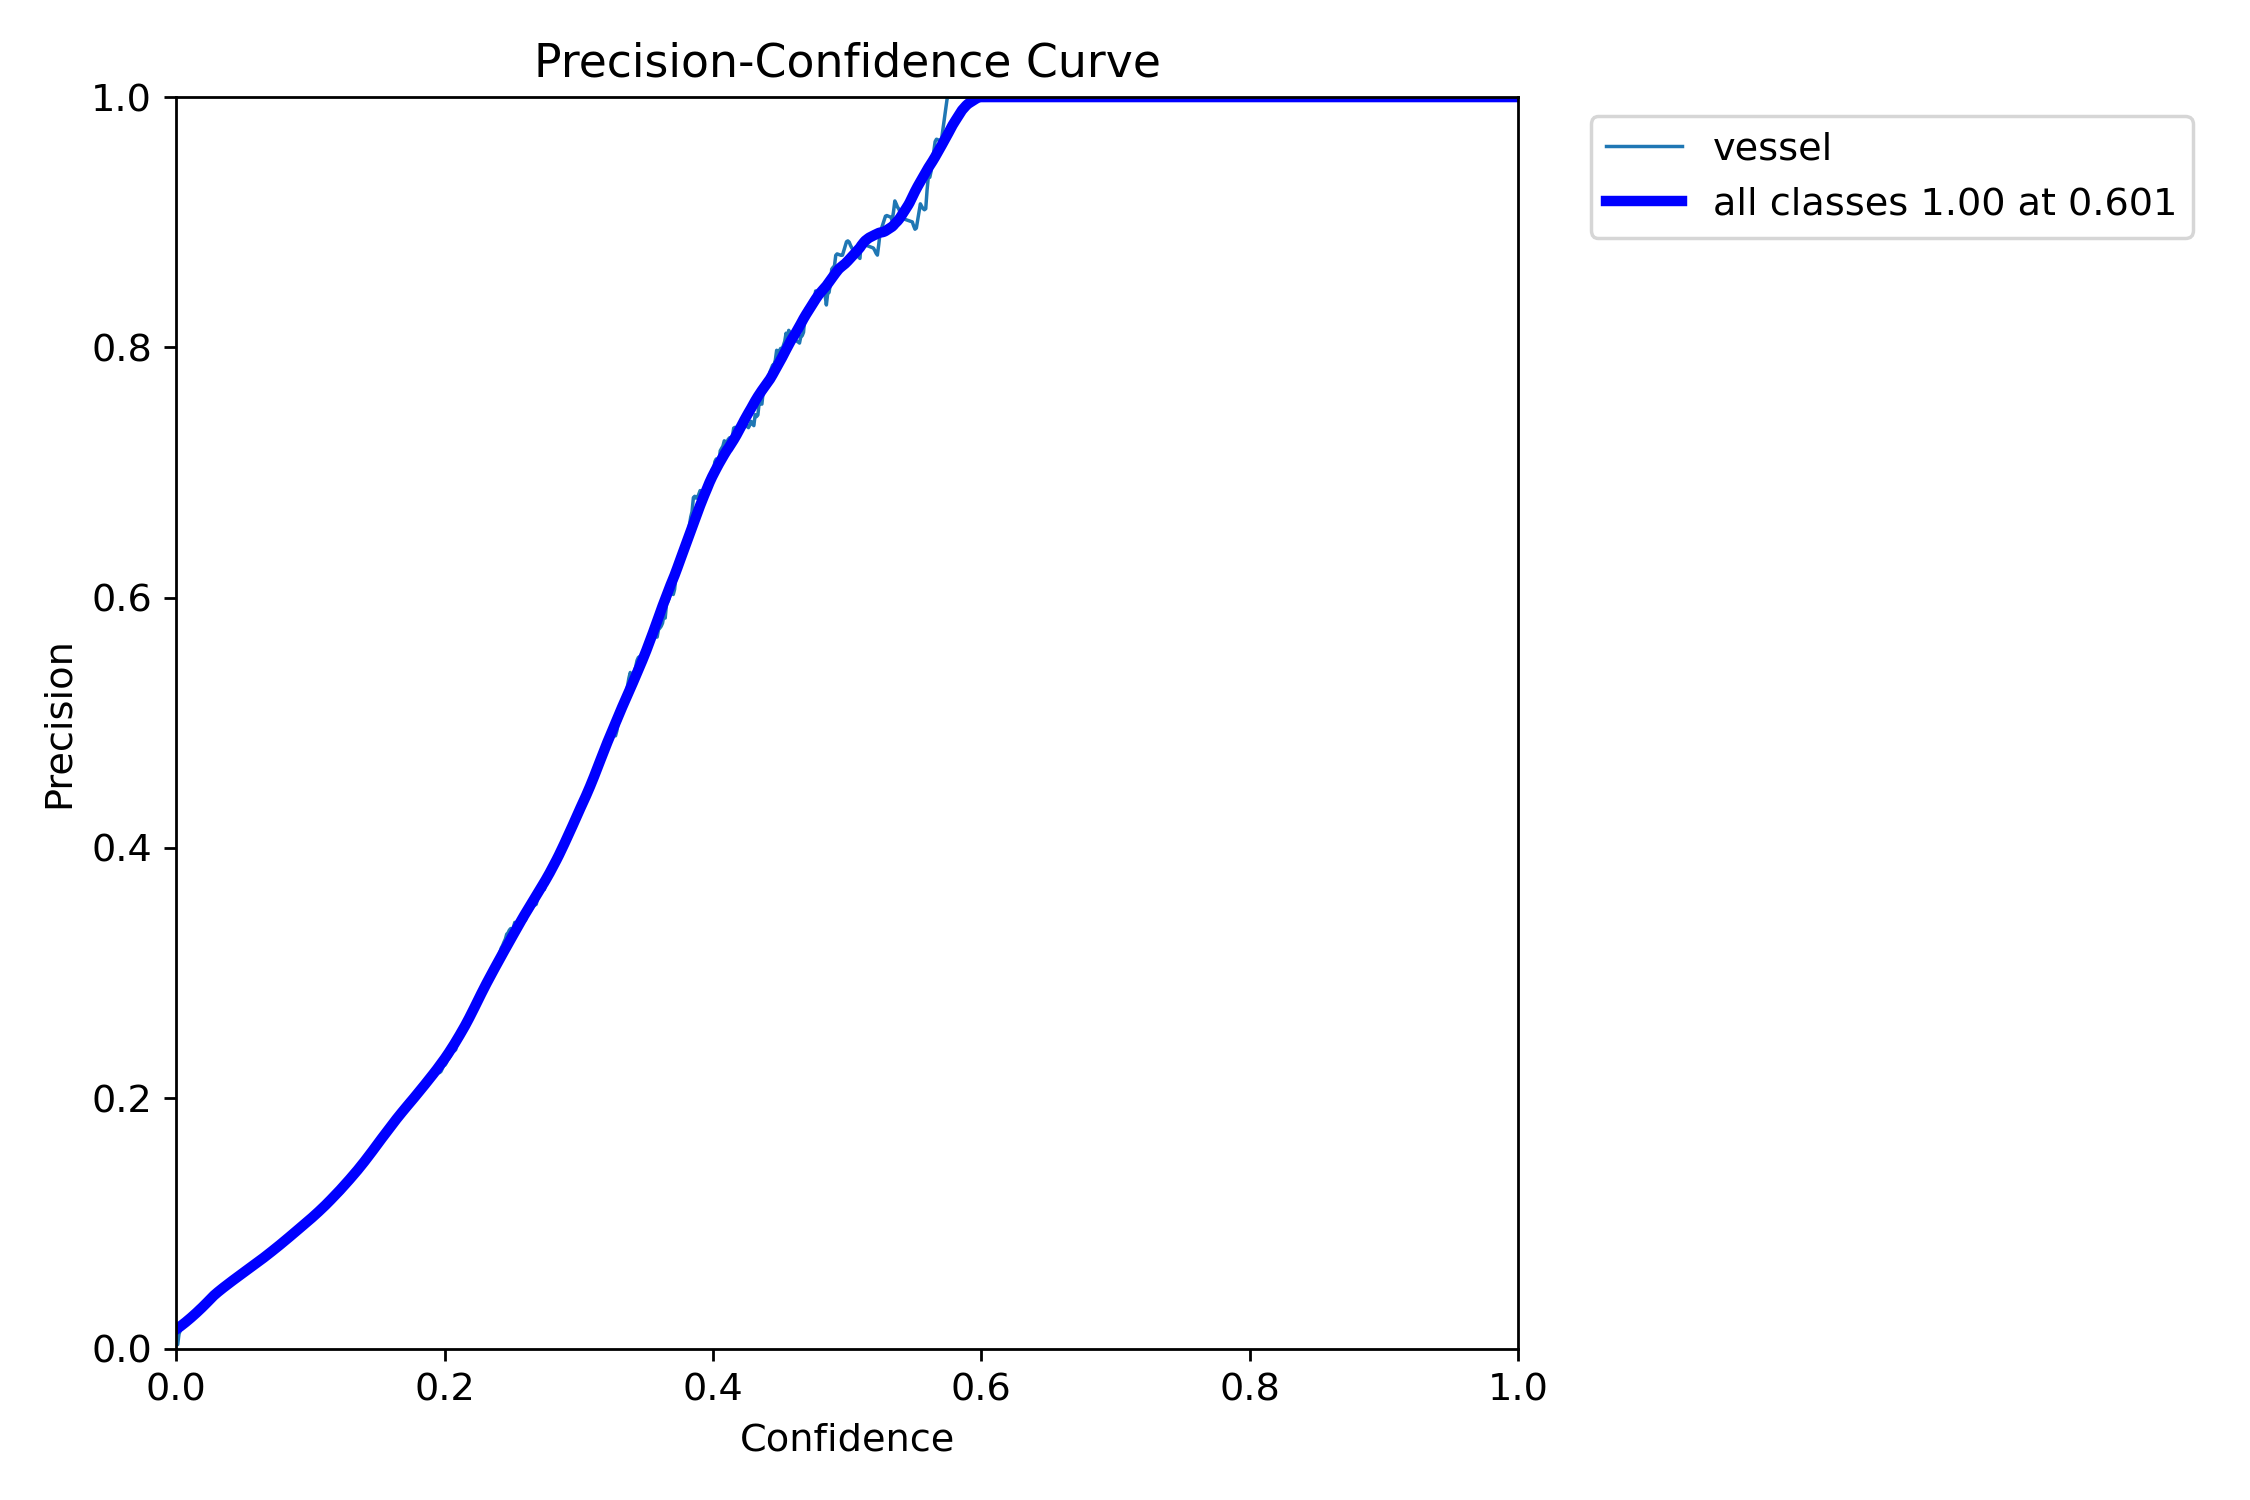 Precision-Confidence Curve
1.0
0.8
0.6
0.4
0.2
0.0
Precision
0.0 0.2 0.4 0.6 0.8 1.0
Confidence
vessel
all classes 1.00 at 0.601